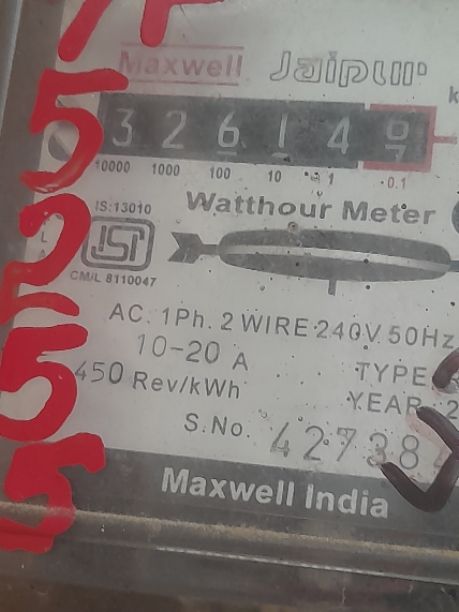 Maxwell Jaipur
3 2 6 1 4
10000 1000 100 10 1 0.1
Watthour Meter
IS:13010
ISI
CM/L 8110047
AC. 1Ph. 2 WIRE 240V 50Hz
10-20 A
TYPE
450 Rev/kWh
YEAR
S.No. 42738
Maxwell India
5
2
5
5